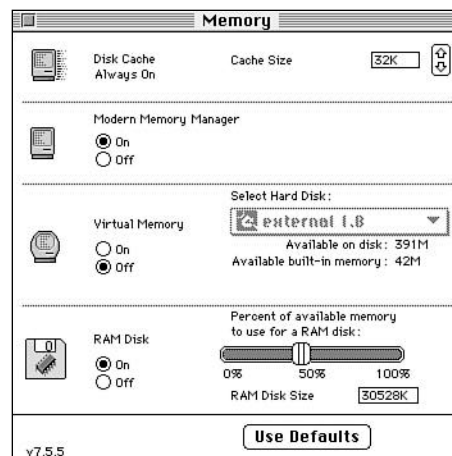 Memory
Disk Cache
Always On
Cache Size
32K
Modern Memory Manager
On
Off
Select Hard Disk:
external 1.8
Virtual Memory
On
Off
Available on disk: 391M
Available built-in memory: 42M
Percent of available memory
to use for a RAM disk:
RAM Disk
On
Off
0% 50% 100%
RAM Disk Size
30528K
Use Defaults
v7.5.5